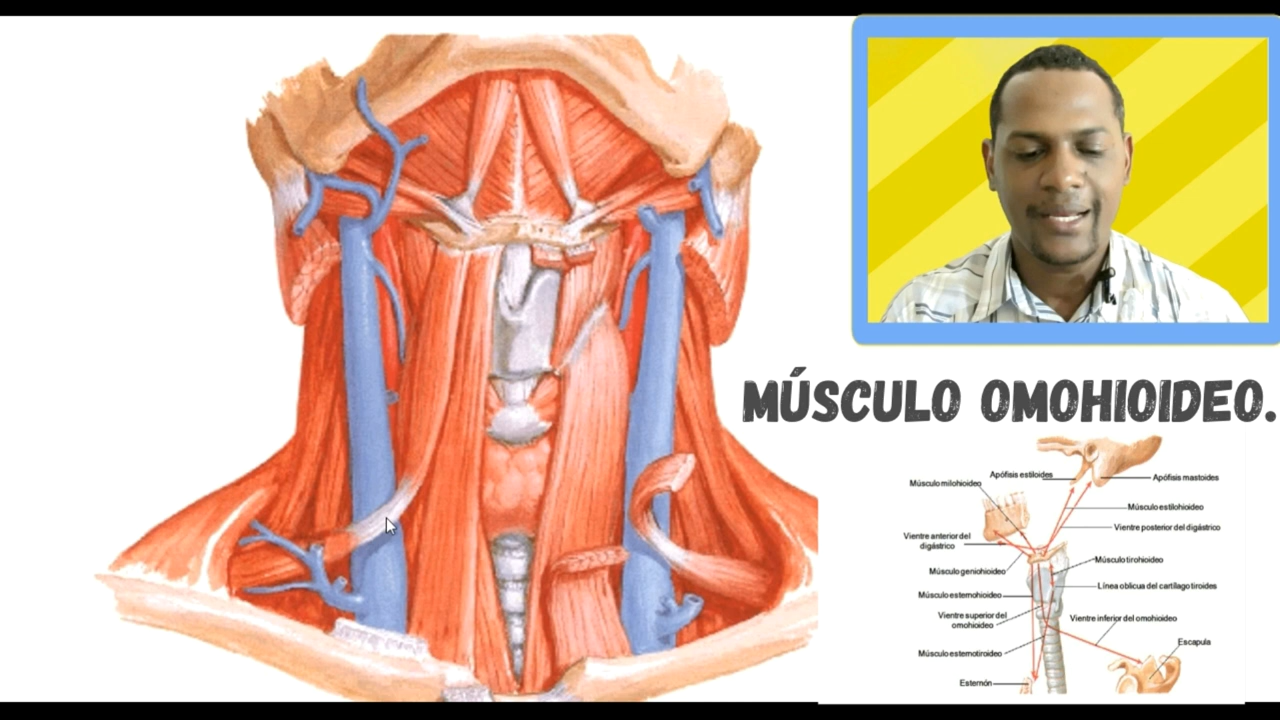 MÚSCULO OMOHIOIDEO.
Apófisis estiloides
Apófisis mastoides
Músculo milohioideo
Músculo estilohioideo
Vientre posterior del digástrico
Vientre anterior del
digástrico
Músculo tirohioideo
Músculo geniohioideo
Línea oblicua del cartílago tiroides
Músculo esternohioideo
Vientre superior del
omohioideo
Vientre inferior del omohioideo
Escapula
Músculo esternotiroideo
Esternón